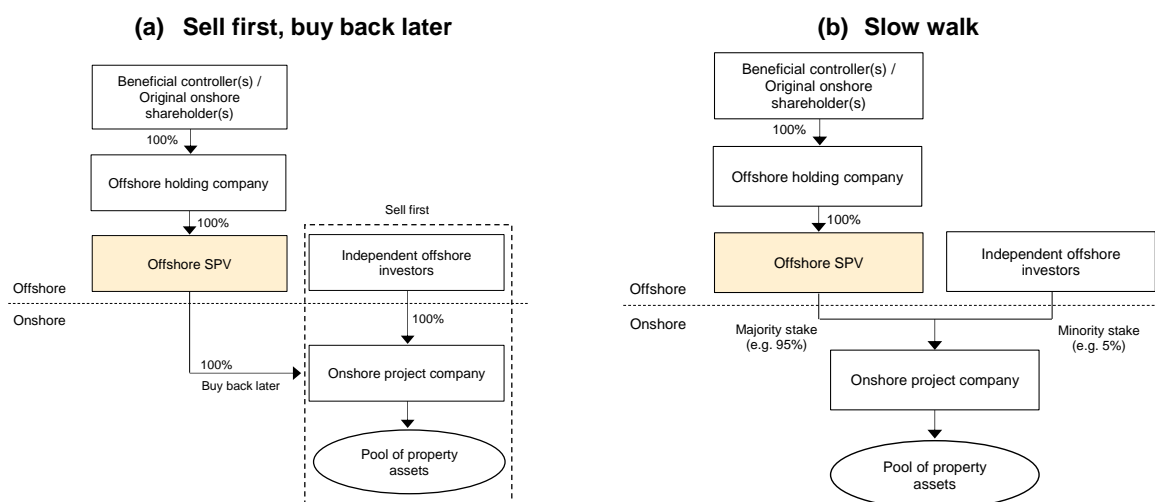 (a) Sell first, buy back later
Beneficial controller(s) /
Original onshore
shareholder(s)
100%
Offshore holding company
100%
Sell first
Offshore SPV
Independent offshore
investors
Offshore
Onshore
100%
100%
Buy back later
Onshore project company
Pool of property
assets
(b) Slow walk
Beneficial controller(s) /
Original onshore
shareholder(s)
100%
Offshore holding company
100%
Offshore SPV
Independent offshore
investors
Offshore
Onshore
Majority stake
(e.g. 95%)
Minority stake
(e.g. 5%)
Onshore project company
Pool of property
assets